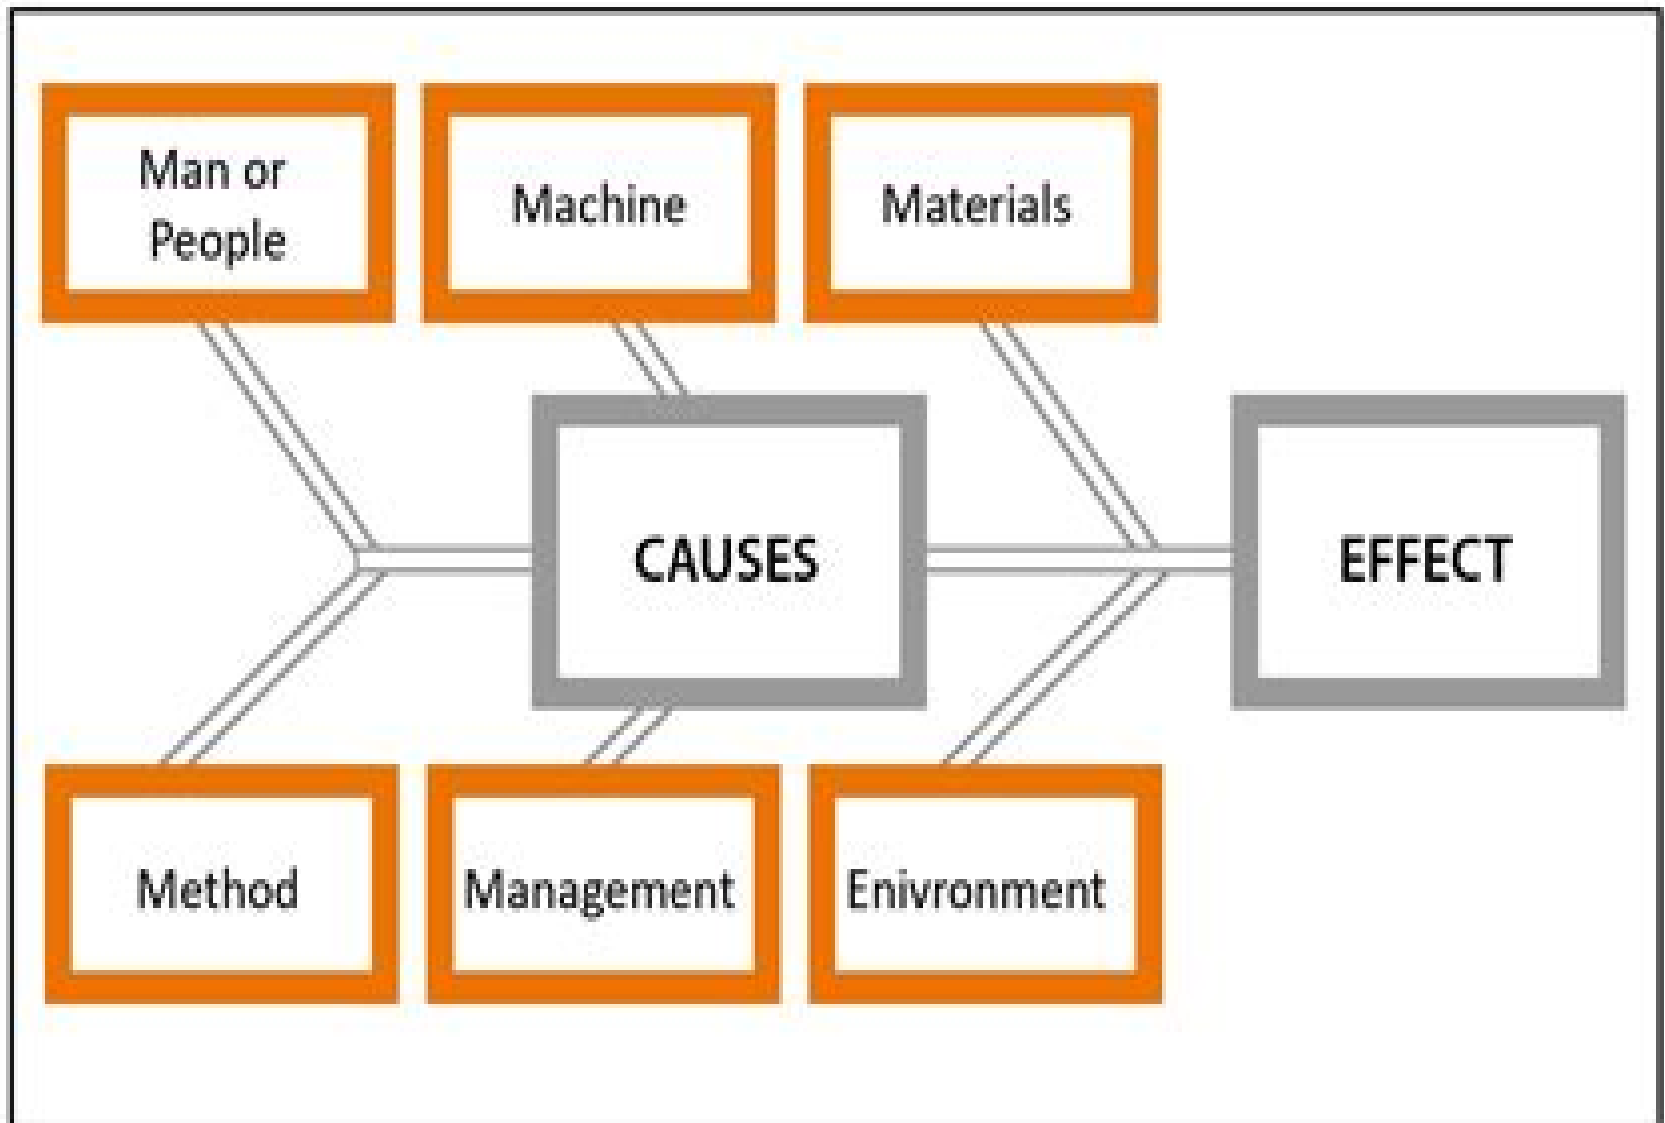 Man or
People
Machine
Materials
CAUSES
EFFECT
Method
Management
Enivronment